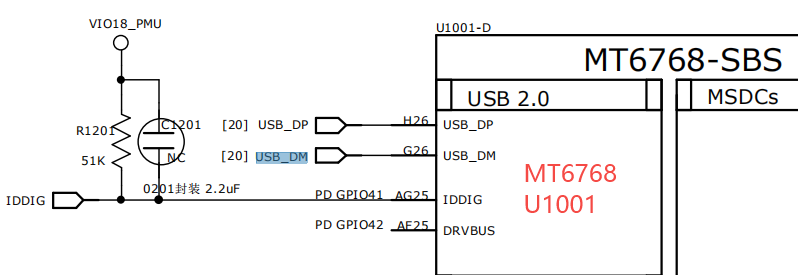 VIO18_PMU
U1001-D
MT6768-SBS
USB 2.0
MSDCs
R1201
C1201
[20] USB_DP
H26
USB_DP
51K
NC
[20] USB_DM
G26
USB_DM
MT6768
U1001
0201封装 2.2uF
IDDIG
PD GPIO41
AG25
IDDIG
PD GPIO42
AF25
DRVBUS